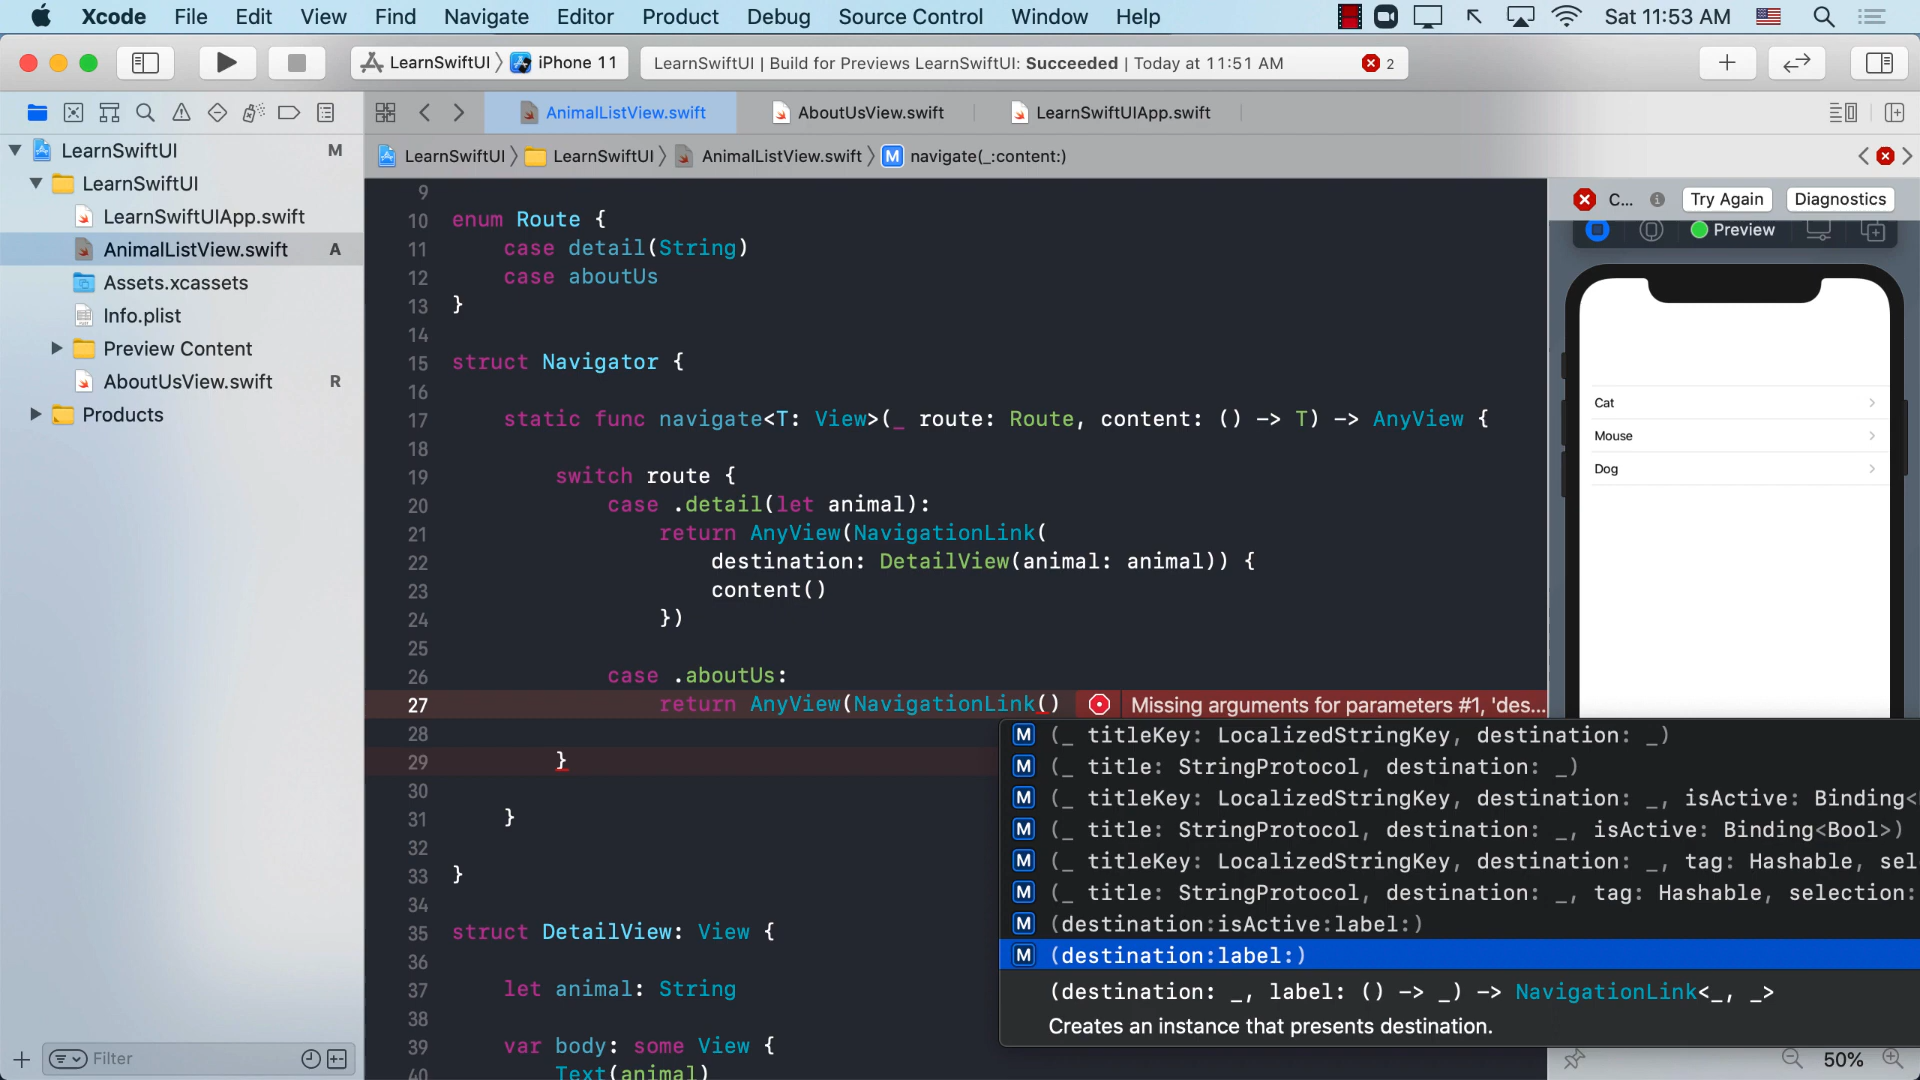 Xcode File Edit View Find Navigate Editor Product Debug Source Control Window Help Sat 11:53 AM
LearnSwiftUI iPhone 11 LearnSwiftUI | Build for Previews LearnSwiftUI: Succeeded | Today at 11:51 AM 2
AnimalListView.swift AboutUsView.swift LearnSwiftUIApp.swift
LearnSwiftUI LearnSwiftUI AnimalListView.swift M navigate(_:content:)
LearnSwiftUI M
LearnSwiftUI
LearnSwiftUIApp.swift
AnimalListView.swift A
Assets.xcassets
Info.plist
Preview Content
AboutUsView.swift R
Products
Filter
9
10 enum Route {
11 case detail(String)
12 case aboutUs
13 }
14
15 struct Navigator {
16
17 static func navigate<T: View>(_ route: Route, content: () -> T) -> AnyView {
18
19 switch route {
20 case .detail(let animal):
21 return AnyView(NavigationLink(
22 destination: DetailView(animal: animal)) {
23 content()
24 })
25
26 case .aboutUs:
27 return AnyView(NavigationLink() Missing arguments for parameters #1, 'des...
28
29 }
30
31 }
32
33 }
34
35 struct DetailView: View {
36
37 let animal: String
38
39 var body: some View {
40 Text(animal)
M (_ titleKey: LocalizedStringKey, destination: _)
M (_ title: StringProtocol, destination: _)
M (_ titleKey: LocalizedStringKey, destination: _, isActive: Binding<
M (_ title: StringProtocol, destination: _, isActive: Binding<Bool>)
M (_ titleKey: LocalizedStringKey, destination: _, tag: Hashable, sel
M (_ title: StringProtocol, destination: _, tag: Hashable, selection:
M (destination:isActive:label:)
M (destination:label:)
(destination: _, label: () -> _) -> NavigationLink<_, _>
Creates an instance that presents destination.
C... Try Again Diagnostics
Preview
Cat
Mouse
Dog
50%